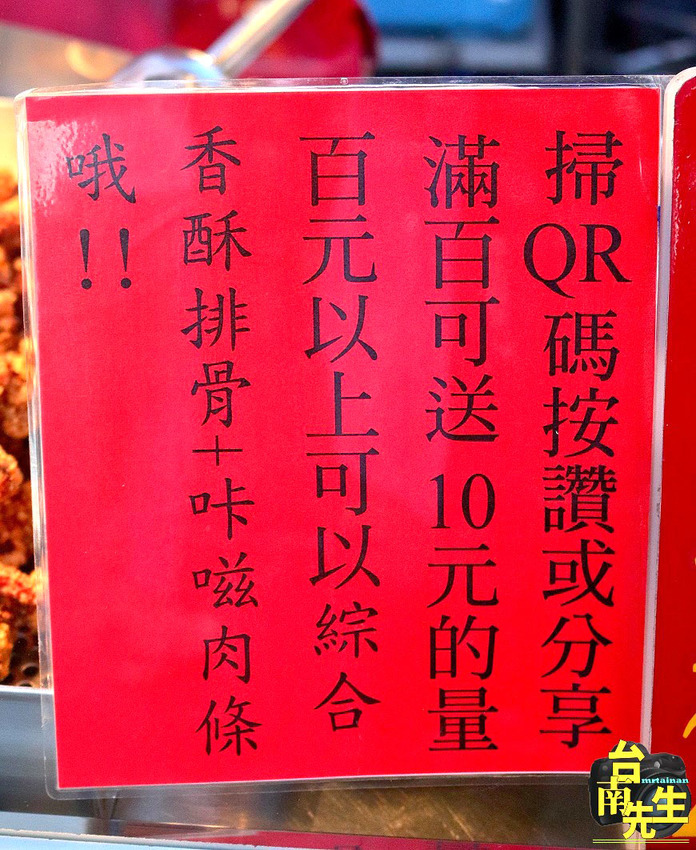 掃QR碼按讚或分享
滿百可送10元的量
百元以上可以綜合
香酥排骨+咔嗞肉條
哦!!
台南先生
mrtainan